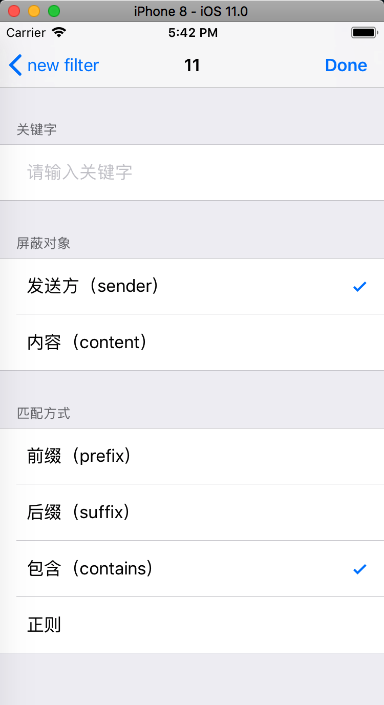 iPhone 8 - iOS 11.0
Carrier 5:42 PM
new filter 11 Done
关键字
请输入关键字
屏蔽对象
发送方（sender）
内容（content）
匹配方式
前缀（prefix）
后缀（suffix）
包含（contains）
正则